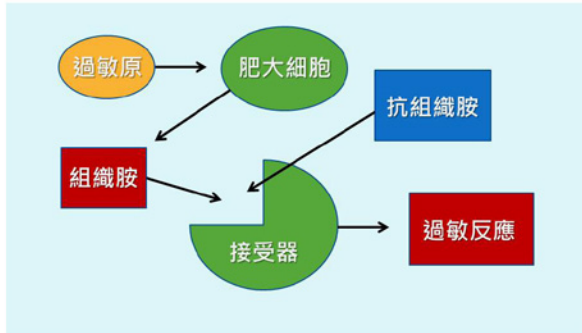 過敏原
肥大細胞
抗組織胺
組織胺
接受器
過敏反應